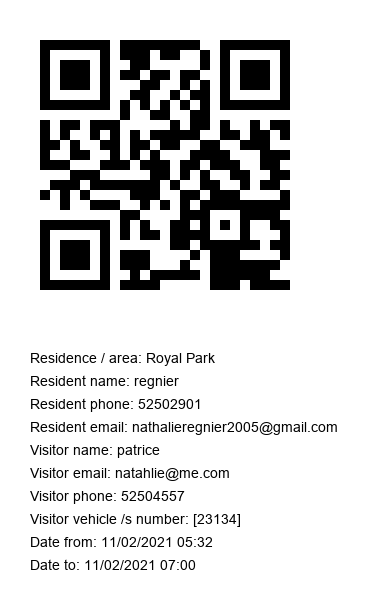 Residence / area: Royal Park
Resident name: regnier
Resident phone: 52502901
Resident email: nathalieregnier2005@gmail.com
Visitor name: patrice
Visitor email: natahlie@me.com
Visitor phone: 52504557
Visitor vehicle /s number: [23134]
Date from: 11/02/2021 05:32
Date to: 11/02/2021 07:00